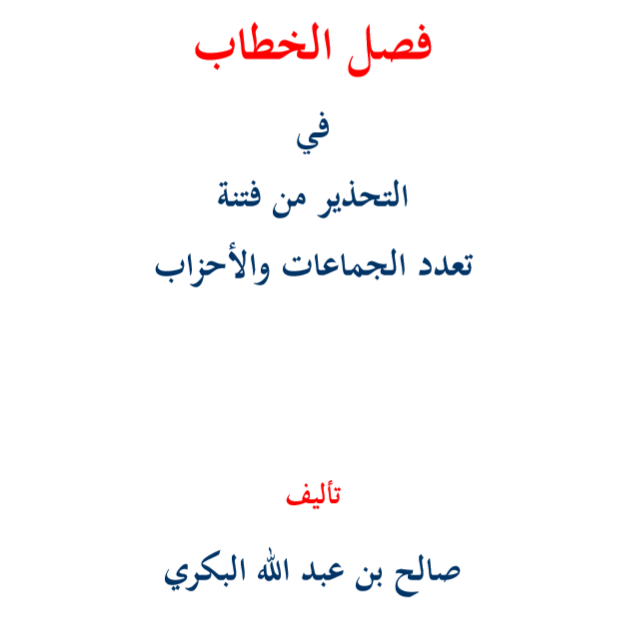 فصل الخطاب
في
التحذير من فتنة
تعدد الجماعات والأحزاب
تأليف
صالح بن عبد الله البكري